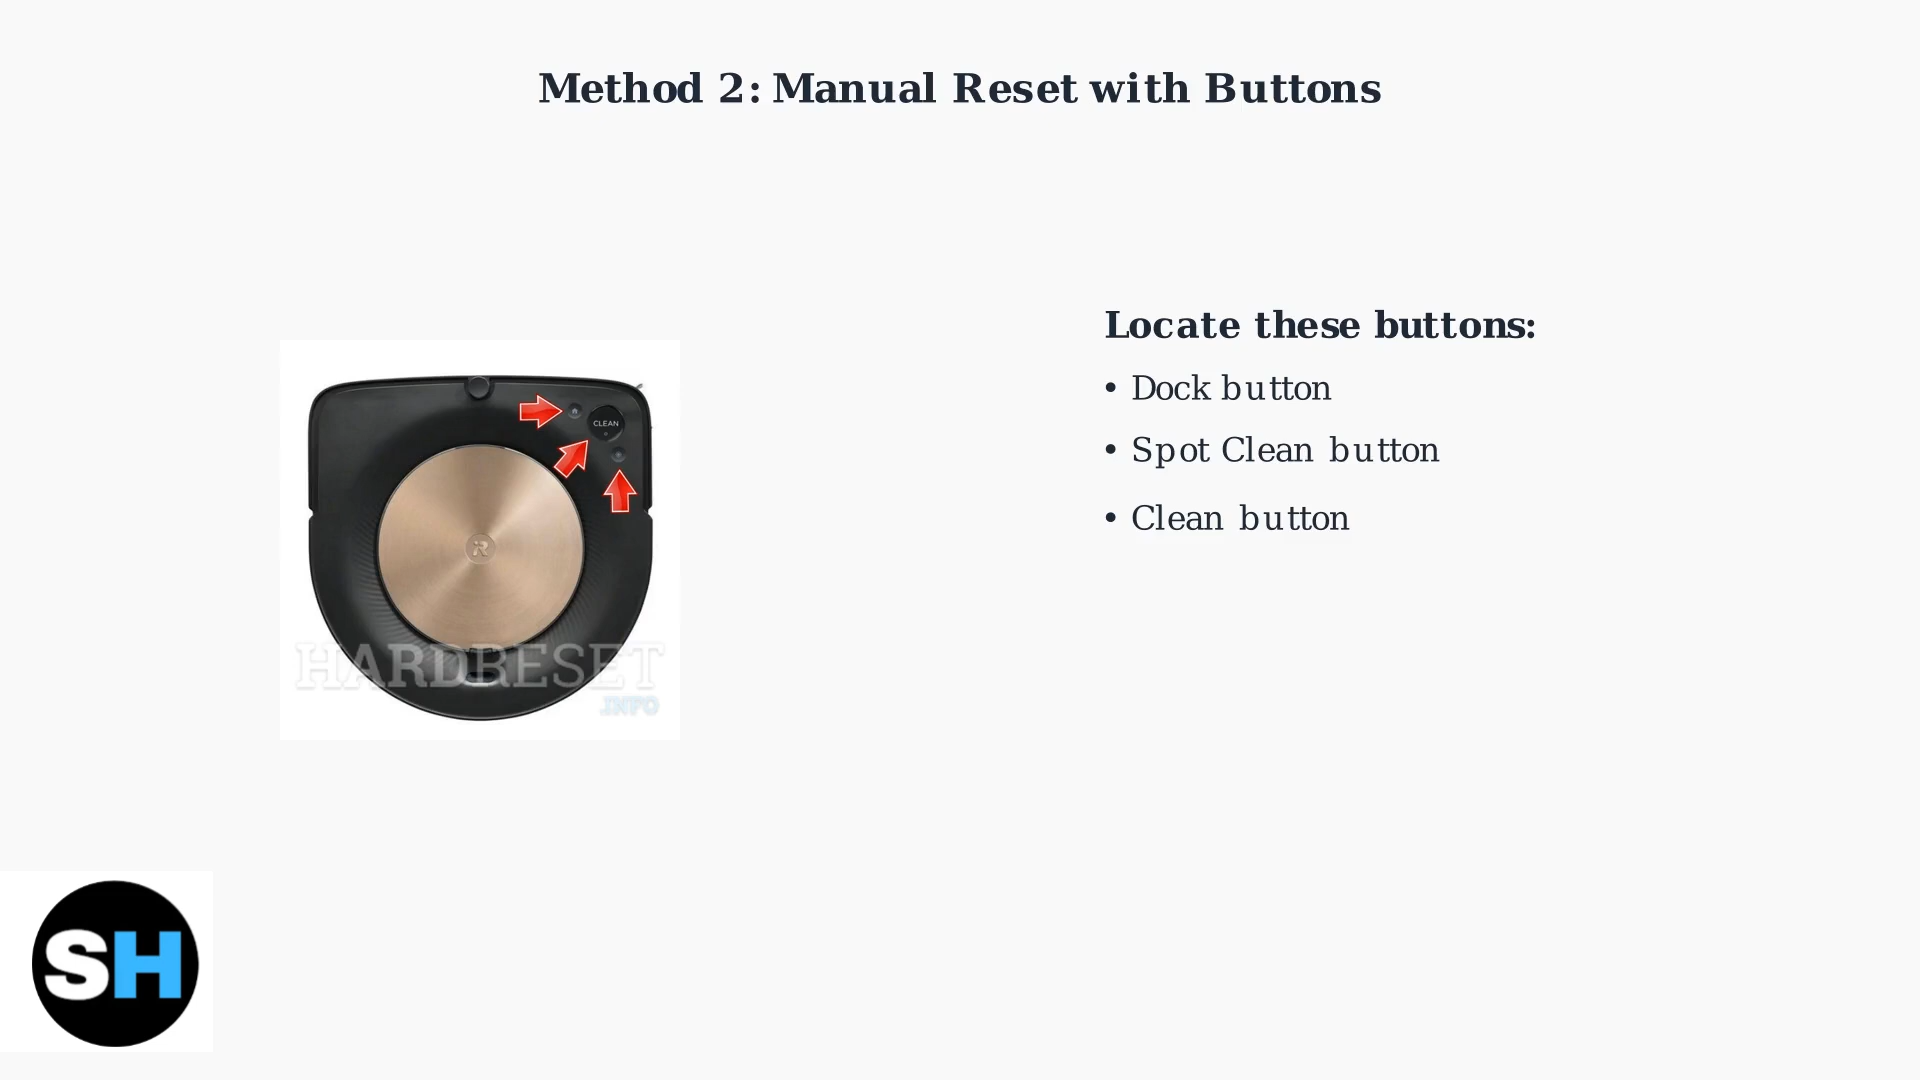 Method 2: Manual Reset with Buttons
CLEAN
HARDRESET
.INFO
Locate these buttons:
• Dock button
• Spot Clean button
• Clean button
SH